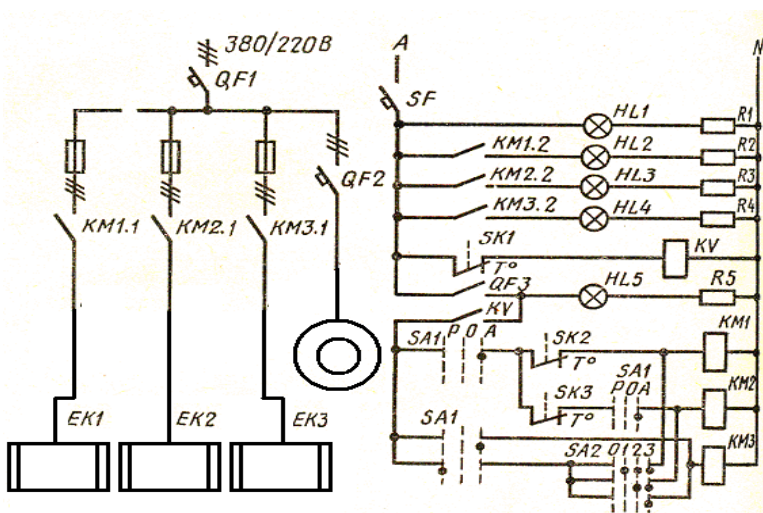 380/220В
QF1
QF2
KM1.1
KM2.1
KM3.1
EK1
EK2
EK3
A
N
SF
HL1
R1
KM1.2
HL2
R2
KM2.2
HL3
R3
KM3.2
HL4
R4
SK1
T°
KV
QF3
HL5
R5
KV
SA1
P O A
SK2
T°
KM1
SK3
T°
SA1
P O A
KM2
SA1
SA2
0 1 2 3
KM3